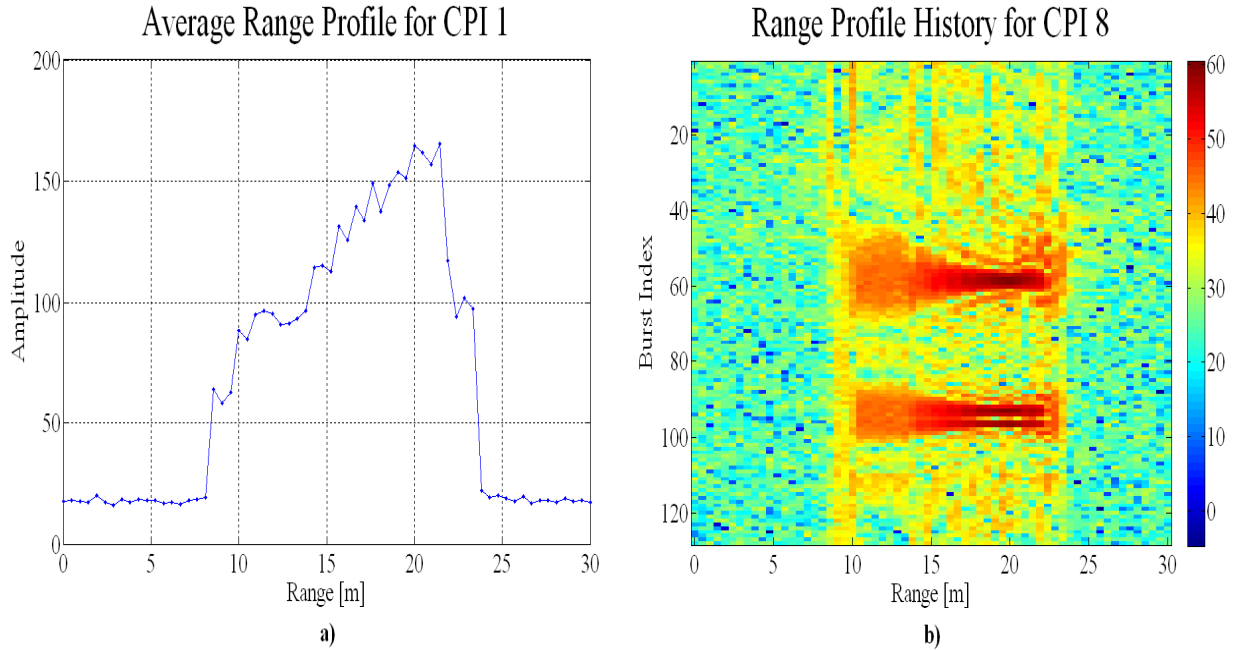 Average Range Profile for CPI 1
200
150
100
50
0
Amplitude
0 5 10 15 20 25 30
Range [m]
a)
Range Profile History for CPI 8
20
40
60
80
100
120
Burst Index
0 5 10 15 20 25 30
Range [m]
b)
60
50
40
30
20
10
0